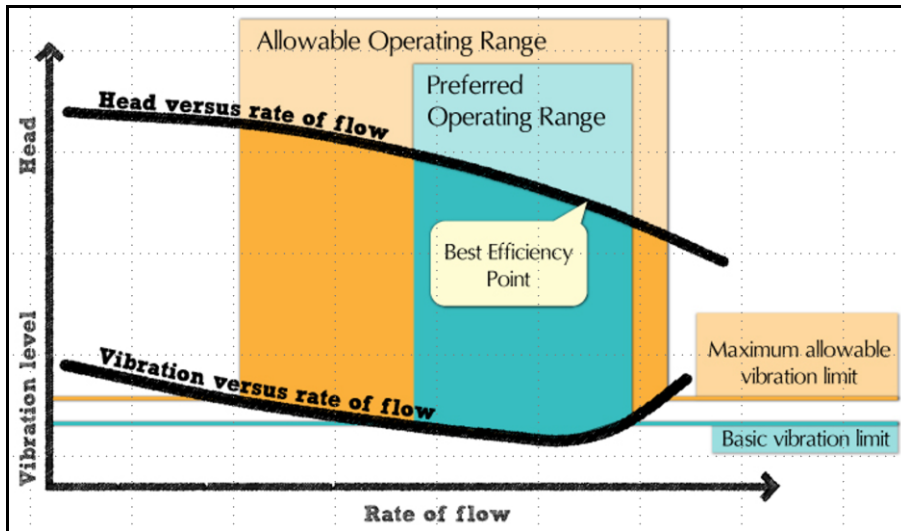 Allowable Operating Range
Preferred
Operating Range
Head versus rate of flow
Head
Best Efficiency
Point
Vibration level
Vibration versus rate of flow
Maximum allowable
vibration limit
Basic vibration limit
Rate of flow